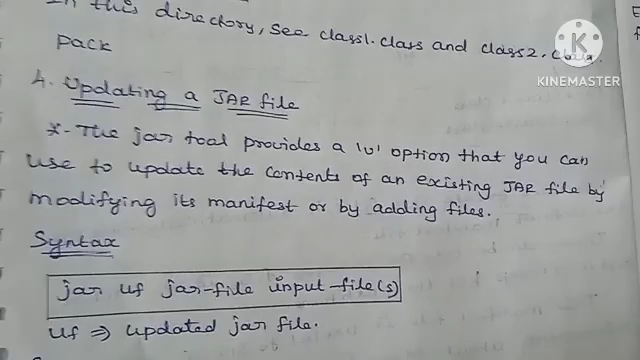 In this directory, see class1.class and class2.class
pack
4. Updating a JAR file
*- The jar tool provides a 'u' option that you can
use to update the contents of an existing JAR file by
modifying its manifest or by adding files.
Syntax
jar uf jar-file input-file(s)
uf ⇒ updated jar file.
KINEMASTER